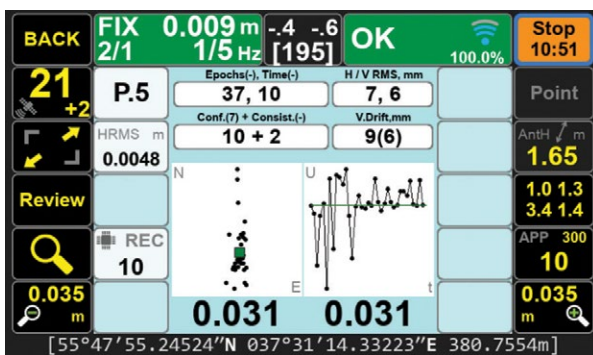 BACK
FIX 0.009 m
2/1 1/5 Hz
-.4 -.6
[195]
OK
100.0%
Stop
10:51
21
+2
P.5
Epochs(-), Time(-)
37, 10
H / V RMS, mm
7, 6
Point
HRMS m
0.0048
Conf.(7) + Consist.(-)
10 + 2
V.Drift,mm
9(6)
AntH m
1.65
Review
N
E
U
t
1.0 1.3
3.4 1.4
REC
10
APP 300
10
0.035
m
0.031
0.031
0.035
m
[55°47′55.24524″N 037°31′14.33223″E 380.7554m]